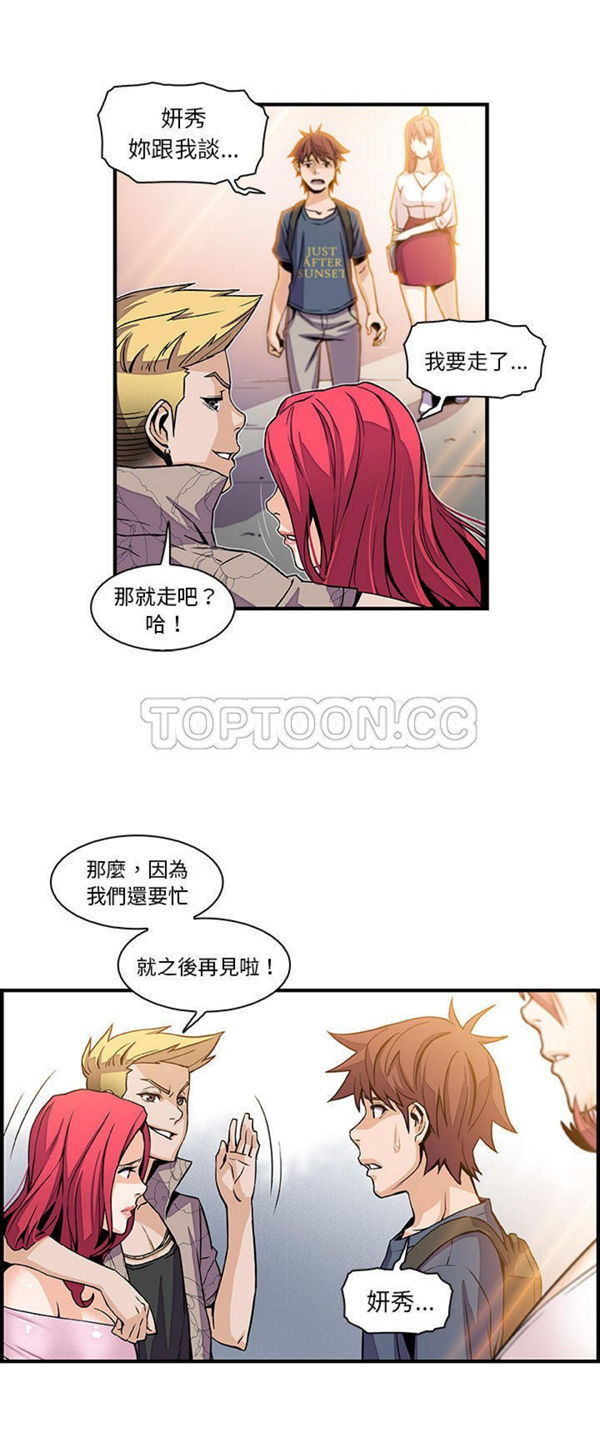 妍秀
妳跟我談...
JUST
AFTER
SUNSET
我要走了...
那就走吧？
哈！
TOPTOON.CC
那麼，因為
我們還要忙
就之後再見啦！
妍秀...